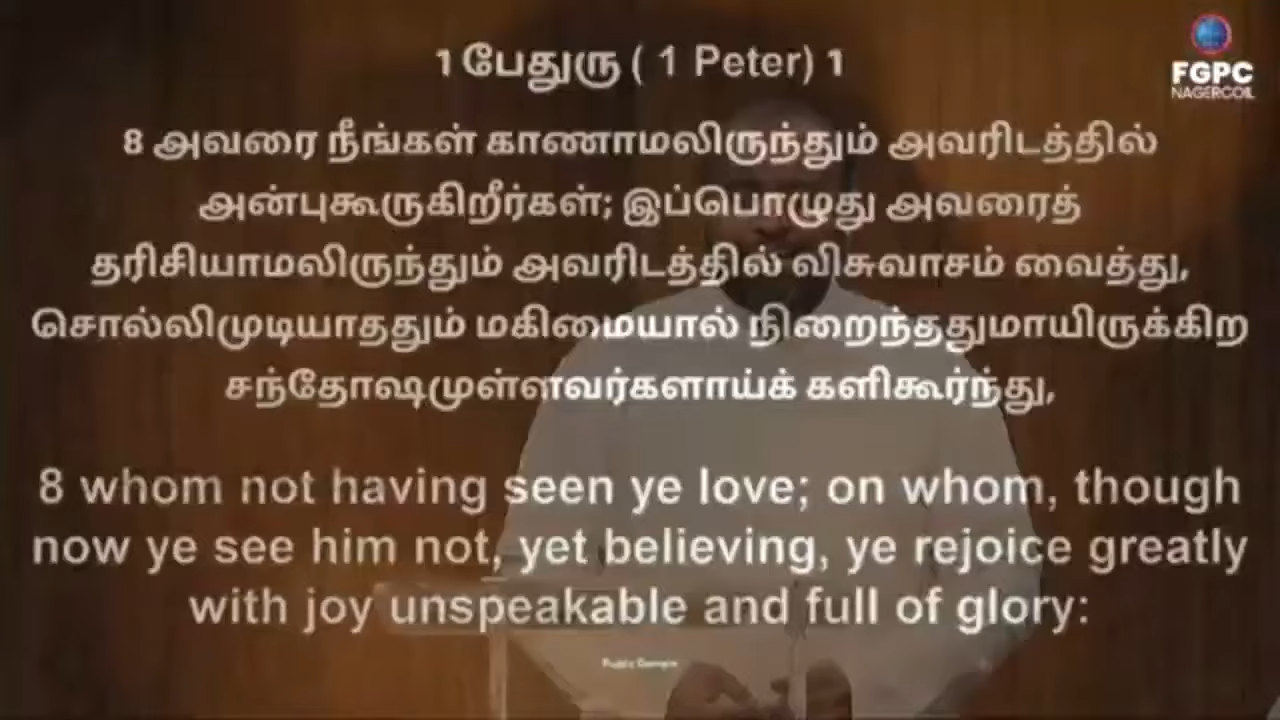 1 பேதுரு ( 1 Peter) 1
FGPC
NAGERCOIL
8 அவரை நீங்கள் காணாமலிருந்தும் அவரிடத்தில்
அன்புகூருகிறீர்கள்; இப்பொழுது அவரைத்
தரிசியாமலிருந்தும் அவரிடத்தில் விசுவாசம் வைத்து,
சொல்லிமுடியாததும் மகிமையால் நிறைந்ததுமாயிருக்கிற
சந்தோஷமுள்ளவர்களாய்க் களிகூர்ந்து,
8 whom not having seen ye love; on whom, though
now ye see him not, yet believing, ye rejoice greatly
with joy unspeakable and full of glory:
Public Domain